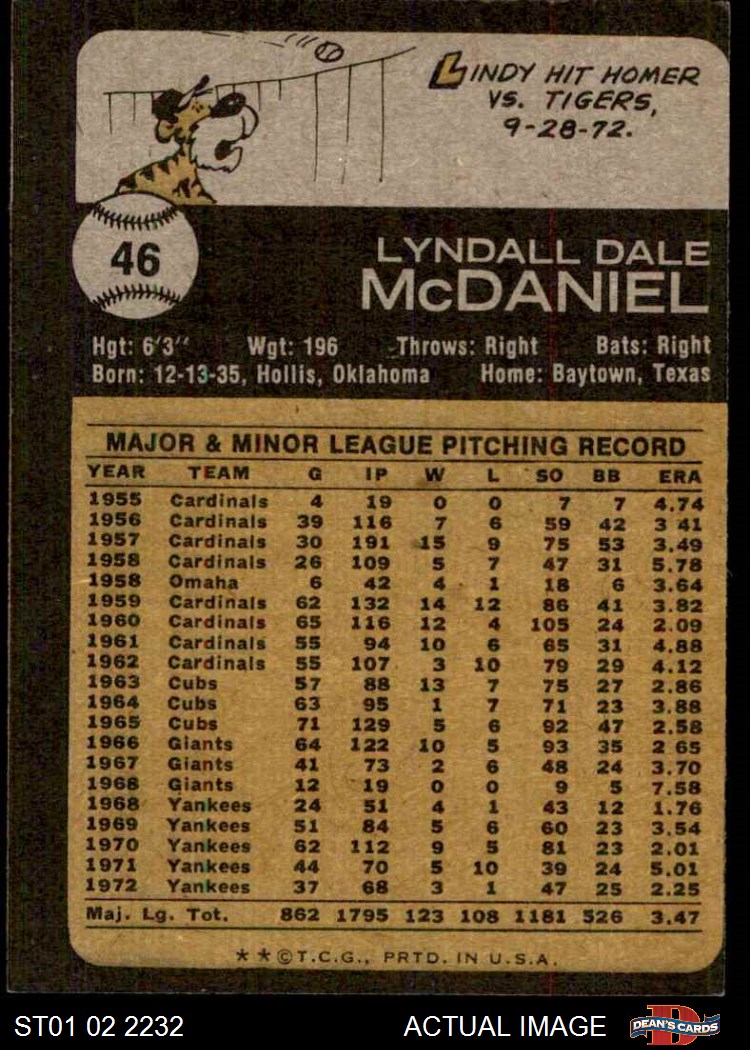 LINDY HIT HOMER
VS. TIGERS,
9-28-72.
46
LYNDALL DALE
McDANIEL
Hgt: 6'3" Wgt: 196 Throws: Right Bats: Right
Born: 12-13-35, Hollis, Oklahoma Home: Baytown, Texas
MAJOR & MINOR LEAGUE PITCHING RECORD
YEAR TEAM G IP W L SO BB ERA
1955 Cardinals 4 19 0 0 7 7 4.74
1956 Cardinals 39 116 7 6 59 42 3 41
1957 Cardinals 30 191 15 9 75 53 3.49
1958 Cardinals 26 109 5 7 47 31 5.78
1958 Omaha 6 42 4 1 18 6 3.64
1959 Cardinals 62 132 14 12 86 41 3.82
1960 Cardinals 65 116 12 4 105 24 2.09
1961 Cardinals 55 94 10 6 65 31 4.88
1962 Cardinals 55 107 3 10 79 29 4.12
1963 Cubs 57 88 13 7 75 27 2.86
1964 Cubs 63 95 1 7 71 23 3.88
1965 Cubs 71 129 5 6 92 47 2.58
1966 Giants 64 122 10 5 93 35 2 65
1967 Giants 41 73 2 6 48 24 3.70
1968 Giants 12 19 0 0 9 5 7.58
1968 Yankees 24 51 4 1 43 12 1.76
1969 Yankees 51 84 5 6 60 23 3.54
1970 Yankees 62 112 9 5 81 23 2.01
1971 Yankees 44 70 5 10 39 24 5.01
1972 Yankees 37 68 3 1 47 25 2.25
Maj. Lg. Tot. 862 1795 123 108 1181 526 3.47
* * © T.C.G., PRTD. IN U.S.A.
ST01 02 2232 ACTUAL IMAGE D DEAN'S CARDS